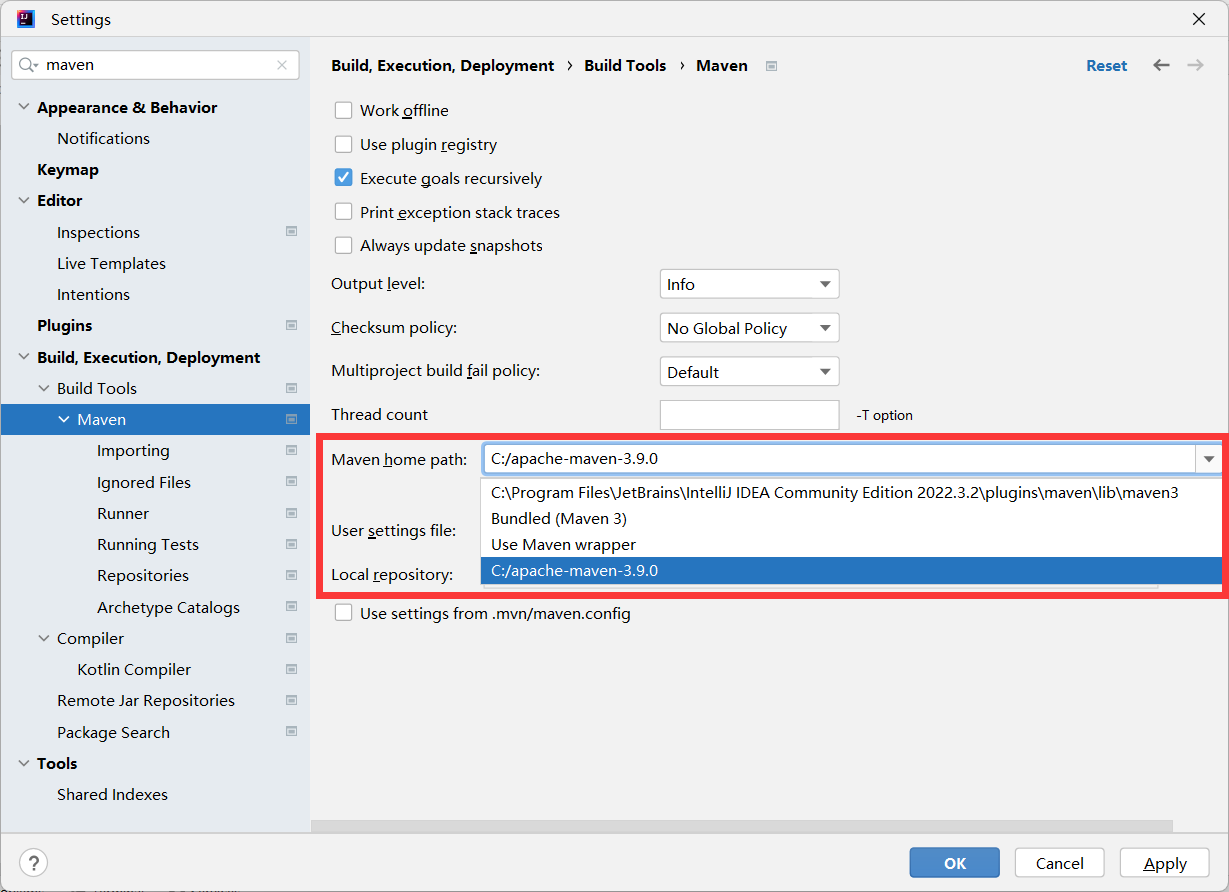 Settings
maven
Appearance & Behavior
Notifications
Keymap
Editor
Inspections
Live Templates
Intentions
Plugins
Build, Execution, Deployment
Build Tools
Maven
Importing
Ignored Files
Runner
Running Tests
Repositories
Archetype Catalogs
Compiler
Kotlin Compiler
Remote Jar Repositories
Package Search
Tools
Shared Indexes
Build, Execution, Deployment › Build Tools › Maven
Reset
Work offline
Use plugin registry
Execute goals recursively
Print exception stack traces
Always update snapshots
Output level: Info
Checksum policy: No Global Policy
Multiproject build fail policy: Default
Thread count -T option
Maven home path: C:/apache-maven-3.9.0
C:\Program Files\JetBrains\IntelliJ IDEA Community Edition 2022.3.2\plugins\maven\lib\maven3
Bundled (Maven 3)
User settings file:
Use Maven wrapper
Local repository: C:/apache-maven-3.9.0
Use settings from .mvn/maven.config
?
OK
Cancel
Apply